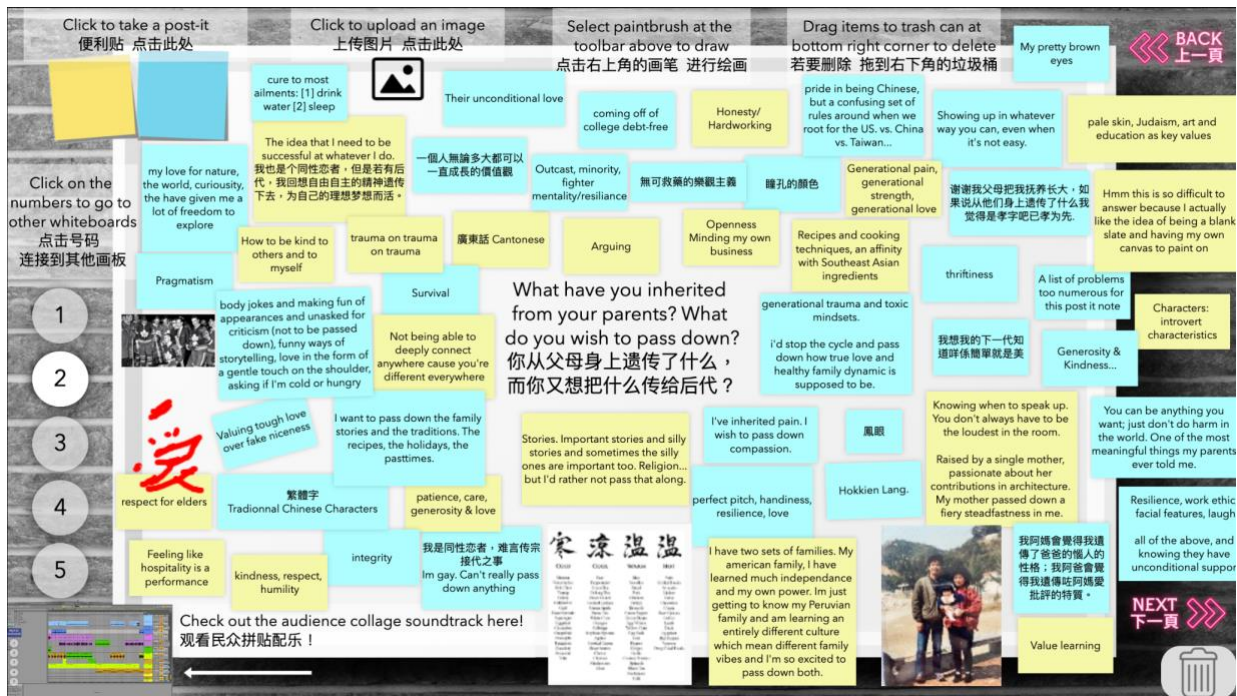 Click to take a post-it
便利贴 点击此处
Click to upload an image
上传图片 点击此处
Select paintbrush at the
toolbar above to draw
点击右上角的画笔 进行绘画
Drag items to trash can at
bottom right corner to delete
若要删除 拖到右下角的垃圾桶
My pretty brown
eyes
BACK
上一頁
cure to most
ailments: [1] drink
water [2] sleep
Their unconditional love
coming off of
college debt-free
Honesty/
Hardworking
pride in being Chinese,
but a confusing set of
rules around when we
root for the US. vs. China
vs. Taiwan...
Showing up in whatever
way you can, even when
it's not easy.
pale skin, Judaism, art and
education as key values
my love for nature,
the world, curiousity,
the have given me a
lot of freedom to
explore
The idea that I need to be
successful at whatever I do.
我也是个同性恋者，但是若有后
代，我回想自由自主的精神遗传
下去，为自己的理想梦想而活。
一個人無論多大都可以
一直成長的價值觀
Outcast, minority,
fighter
mentality/resiliance
無可救藥的樂觀主義
瞳孔的顏色
Generational pain,
generational
strength,
generational love
谢谢我父母把我抚养长大，如
果说从他们身上遗传了什么我
觉得是孝字吧已孝为先.
Hmm this is so difficult to
answer because I actually
like the idea of being a blank
slate and having my own
canvas to paint on
Click on the
numbers to go to
other whiteboards
点击号码
连接到其他画板
1
2
3
4
5
How to be kind to
others and to
myself
trauma on trauma
on trauma
廣東話 Cantonese
Arguing
Openness
Minding my own
business
Recipes and cooking
techniques, an affinity
with Southeast Asian
ingredients
thriftiness
A list of problems
too numerous for
this post it note
Characters:
introvert
characteristics
Pragmatism
body jokes and making fun of
appearances and unasked for
criticism (not to be passed
down), funny ways of
storytelling, love in the form of
a gentle touch on the shoulder,
asking if I'm cold or hungry
Survival
Not being able to
deeply connect
anywhere cause you're
different everywhere
What have you inherited
from your parents? What
do you wish to pass down?
你从父母身上遗传了什么，
而你又想把什么传给后代？
generational trauma and toxic
mindsets.
i'd stop the cycle and pass
down how true love and
healthy family dynamic is
supposed to be.
我想我的下一代知
道咩係簡單就是美
Generosity &
Kindness...
Valuing tough love
over fake niceness
I want to pass down the family
stories and the traditions. The
recipes, the holidays, the
pasttimes.
Stories. Important stories and silly
stories and sometimes the silly
ones are important too. Religion...
but I'd rather not pass that along.
I've inherited pain. I
wish to pass down
compassion.
鳳眼
Knowing when to speak up.
You don't always have to be
the loudest in the room.
Raised by a single mother,
passionate about her
contributions in architecture.
My mother passed down a
fiery steadfastness in me.
You can be anything you
want; just don't do harm in
the world. One of the most
meaningful things my parents
ever told me.
respect for elders
繁體字
Tradionnal Chinese Characters
patience, care,
generosity & love
perfect pitch, handiness,
resilience, love
Hokkien Lang.
Resilience, work ethic
facial features, laugh
all of the above, and
knowing they have
unconditional suppor
Feeling like
hospitality is a
performance
kindness, respect,
humility
integrity
我是同性恋者，难言传宗
接代之事
Im gay. Can't really pass
down anything
寒 涼 溫 溫
COLD COOL WARM HOT
I have two sets of families. My
american family, I have
learned much independance
and my own power. Im just
getting to know my Peruvian
family and am learning an
entirely different culture
which mean different family
vibes and I'm so excited to
pass down both.
我阿媽會覺得我遺
傳了爸爸的惱人的
性格；我阿爸會覺
得我遺傳咗阿媽愛
批評的特質。
Value learning
NEXT
下一頁
Check out the audience collage soundtrack here!
观看民众拼贴配乐！